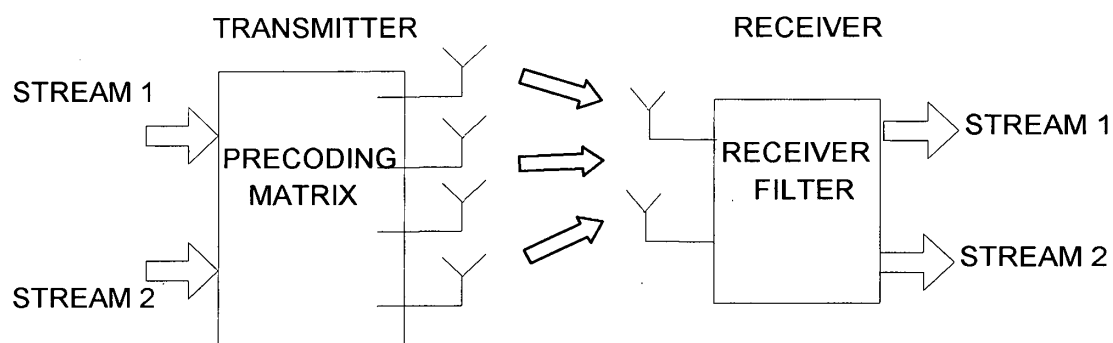 TRANSMITTER
RECEIVER
STREAM 1
PRECODING
MATRIX
STREAM 2
RECEIVER
FILTER
STREAM 1
STREAM 2